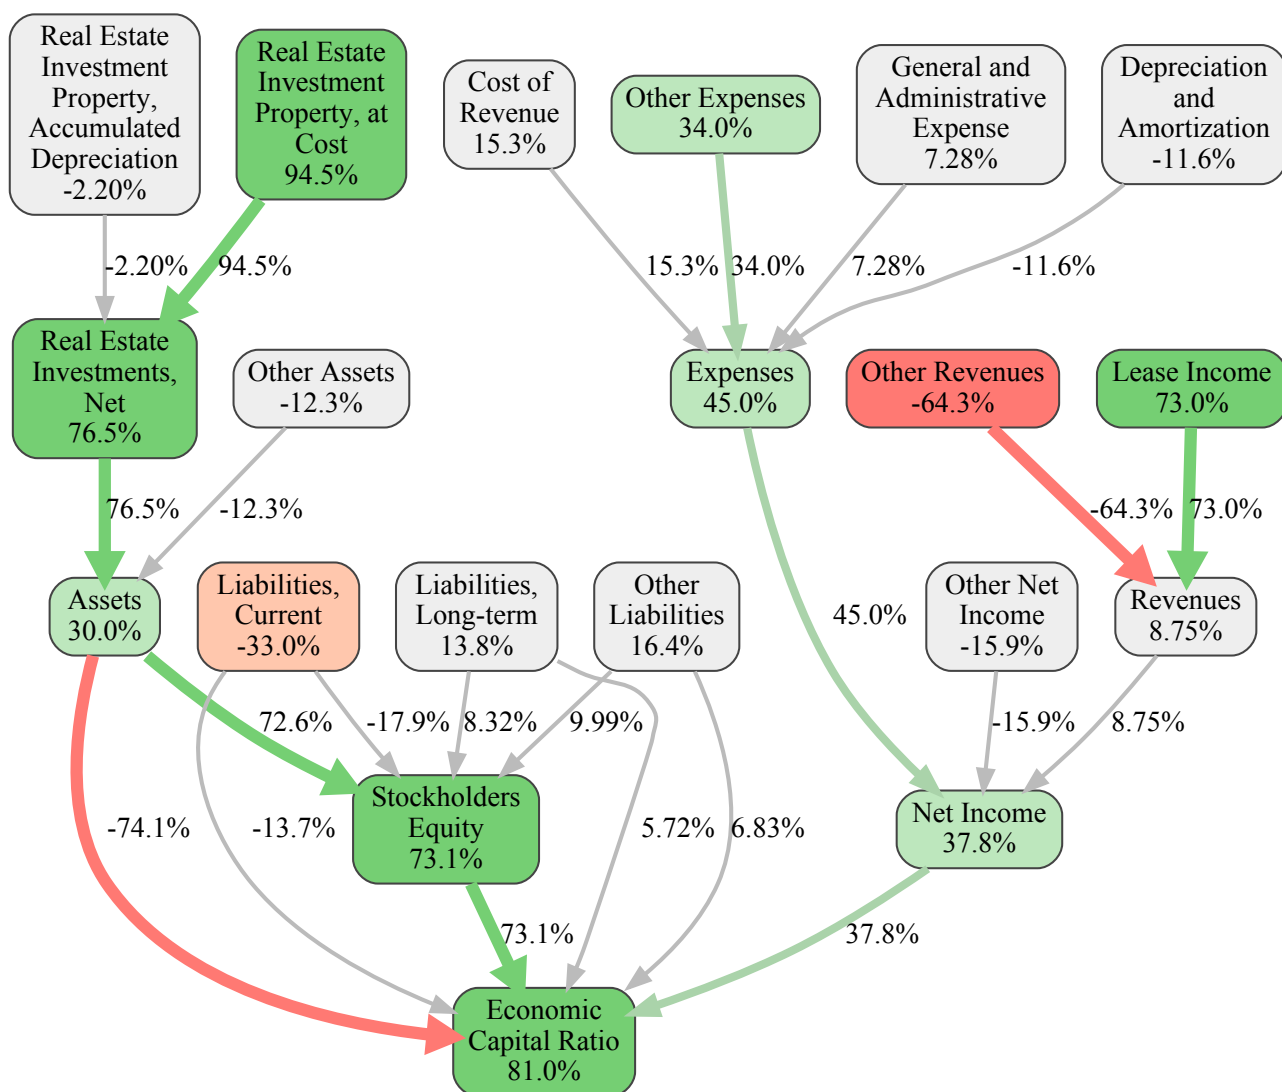 Real Estate
Investment
Property,
Accumulated
Depreciation
-2.20%
Real Estate
Investment
Property, at
Cost
94.5%
Cost of
Revenue
15.3%
Other Expenses
34.0%
General and
Administrative
Expense
7.28%
Depreciation
and
Amortization
-11.6%
-2.20%
94.5%
15.3%
34.0%
7.28%
-11.6%
Real Estate
Investments,
Net
76.5%
Other Assets
-12.3%
Expenses
45.0%
Other Revenues
-64.3%
Lease Income
73.0%
76.5%
-12.3%
-64.3%
73.0%
Assets
30.0%
Liabilities,
Current
-33.0%
Liabilities,
Long-term
13.8%
Other
Liabilities
16.4%
45.0%
Other Net
Income
-15.9%
Revenues
8.75%
72.6%
-17.9%
8.32%
9.99%
-15.9%
8.75%
-74.1%
-13.7%
Stockholders
Equity
73.1%
5.72%
6.83%
Net Income
37.8%
73.1%
37.8%
Economic
Capital Ratio
81.0%